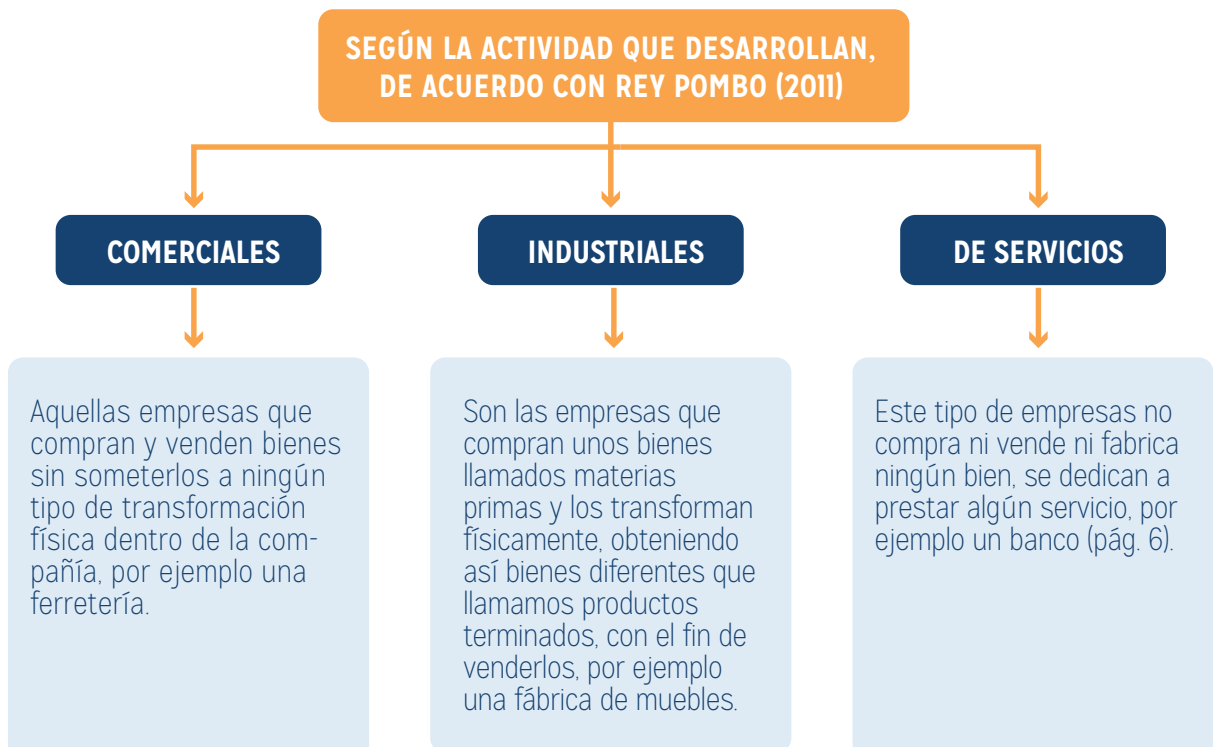 SEGÚN LA ACTIVIDAD QUE DESARROLLAN,
DE ACUERDO CON REY POMBO (2011)
COMERCIALES
Aquellas empresas que
compran y venden bienes
sin someterlos a ningún
tipo de transformación
física dentro de la com-
pañía, por ejemplo una
ferretería.
INDUSTRIALES
Son las empresas que
compran unos bienes
llamados materias
primas y los transforman
físicamente, obteniendo
así bienes diferentes que
llamamos productos
terminados, con el fin de
venderlos, por ejemplo
una fábrica de muebles.
DE SERVICIOS
Este tipo de empresas no
compra ni vende ni fabrica
ningún bien, se dedican a
prestar algún servicio, por
ejemplo un banco (pág. 6).